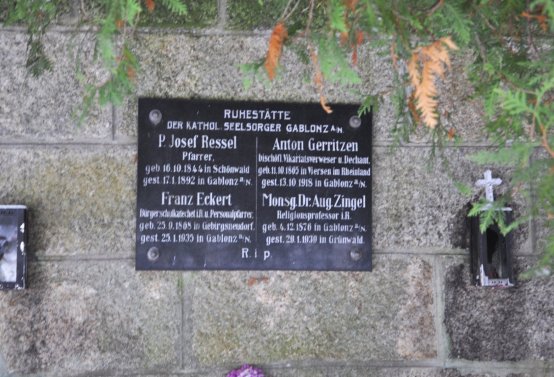 RUHESTÄTTE
DER KATHOL. SEELSORGER GABLONZ A/N.
P. Josef Ressel
PFARRER,
GEB. 16.10.1844 in SCHÖNWALD
GEST. 17.1.1892 in GABLONZ A/N.
Anton Gerritzen
bischöfl. Vikariatsverweser u. Dechant.
GEB. 11.10.1865 in Viersen im Rheinland
GEST. 13.10.1918 in GABLONZ A/N.
Franz Eckert
Bürgerschulkatechet i.R. u. Personalpfarrer.
GEB. 25.9.1868 in GEBIRGSNEUDORF.
GEST. 25.1.1935 in GABLONZ A/N.
Monsg. Dr. Aug. Zingel
Religionsprofessor i.R.
GEB. 4.12.1876 in GABLONZ A/N.
GEST. 20.1.1939 in GRÜNWALD.
R I P